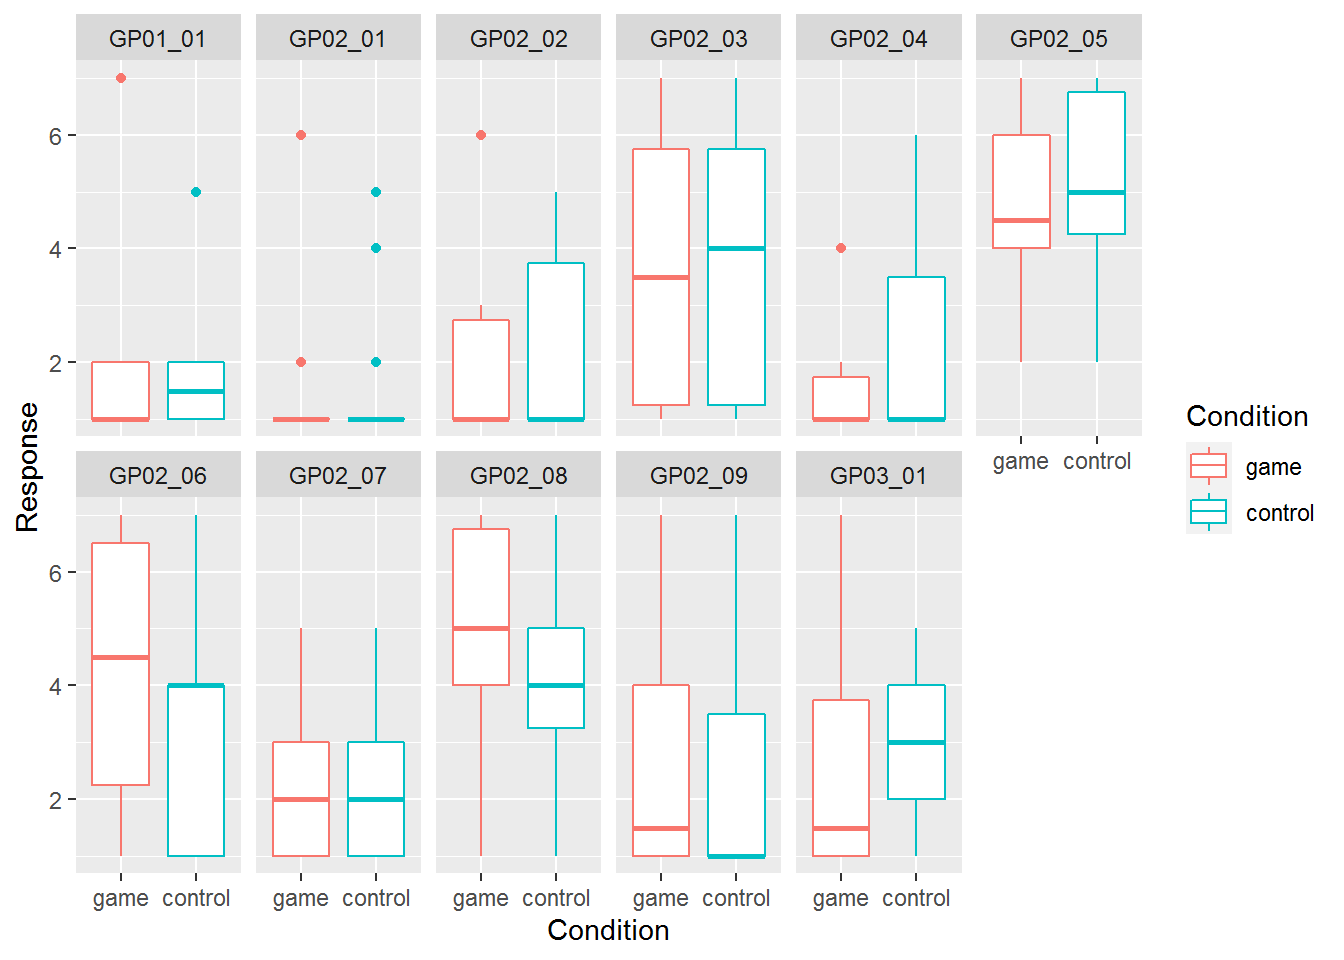 GP01_01 GP02_01 GP02_02 GP02_03 GP02_04 GP02_05
6
4
2
game control
Response
Condition
game
control
GP02_06 GP02_07 GP02_08 GP02_09 GP03_01
6
4
2
game control game control game control game control game control
Condition